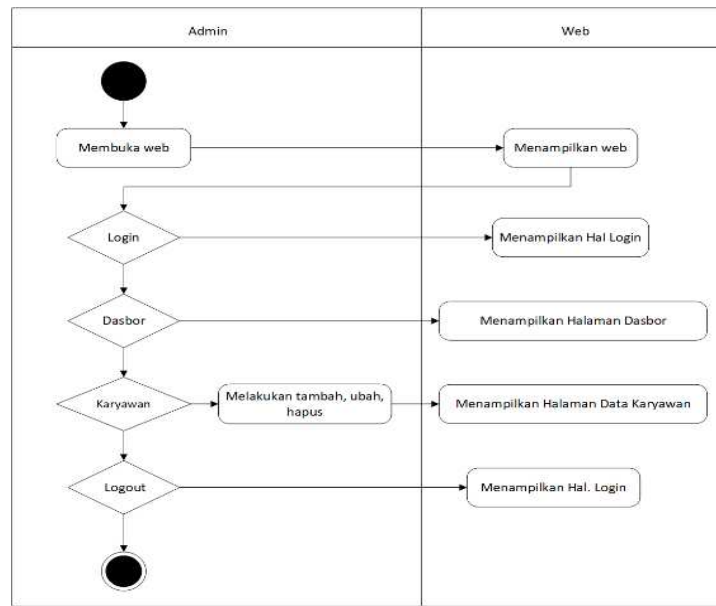 Admin
Web
Membuka web
Menampilkan web
Login
Menampilkan Hal Login
Dasbor
Menampilkan Halaman Dasbor
Karyawan
Melakukan tambah, ubah,
hapus
Menampilkan Halaman Data Karyawan
Logout
Menampilkan Hal. Login